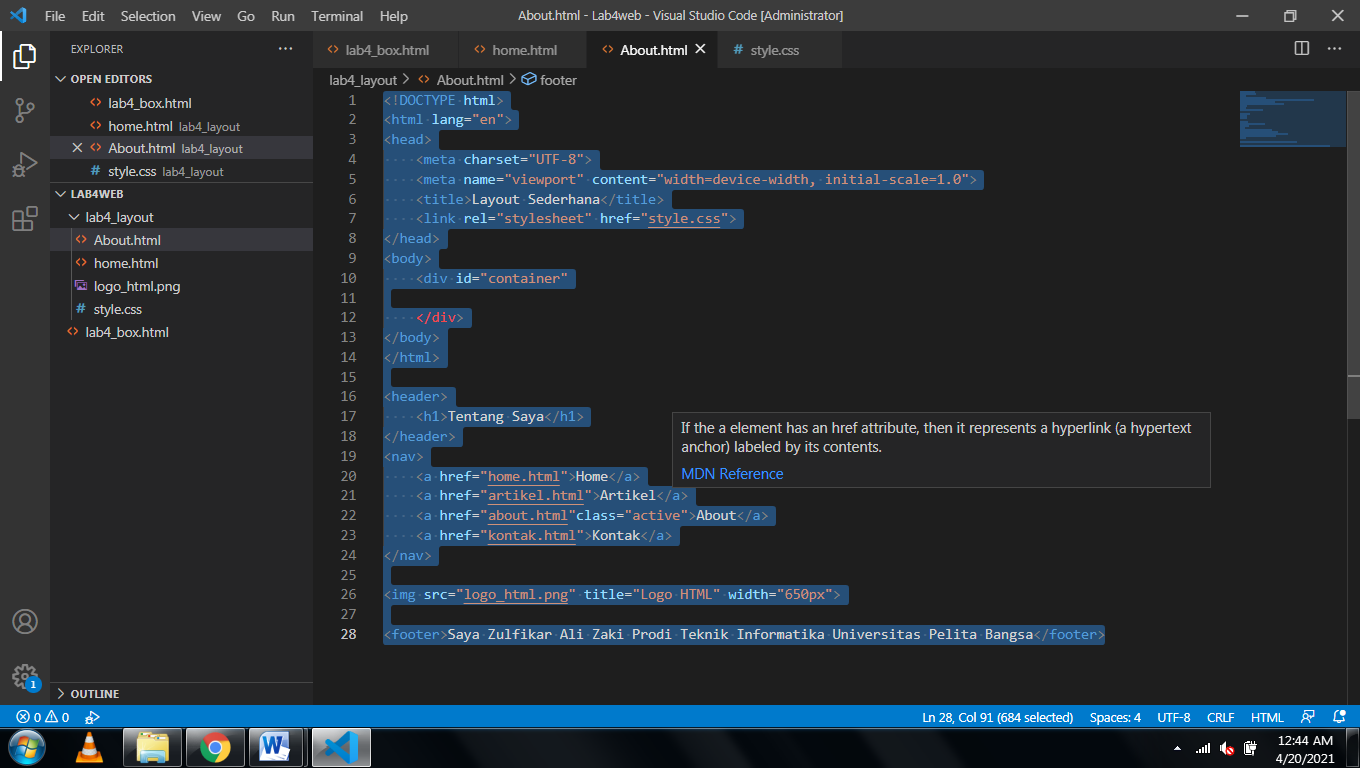 File Edit Selection View Go Run Terminal Help
About.html - Lab4web - Visual Studio Code [Administrator]
EXPLORER
OPEN EDITORS
lab4_box.html
home.html lab4_layout
About.html lab4_layout
style.css lab4_layout
LAB4WEB
lab4_layout
About.html
home.html
logo_html.png
style.css
lab4_box.html
OUTLINE
1
lab4_box.html home.html About.html style.css
lab4_layout > About.html > footer
1 <!DOCTYPE html>
2 <html lang="en">
3 <head>
4 <meta charset="UTF-8">
5 <meta name="viewport" content="width=device-width, initial-scale=1.0">
6 <title>Layout Sederhana</title>
7 <link rel="stylesheet" href="style.css">
8 </head>
9 <body>
10 <div id="container"
11
12 </div>
13 </body>
14 </html>
15
16 <header>
17 <h1>Tentang Saya</h1>
18 </header>
19 <nav>
20 <a href="home.html">Home</a>
21 <a href="artikel.html">Artikel</a>
22 <a href="about.html"class="active">About</a>
23 <a href="kontak.html">Kontak</a>
24 </nav>
25
26 <img src="logo_html.png" title="Logo HTML" width="650px">
27
28 <footer>Saya Zulfikar Ali Zaki Prodi Teknik Informatika Universitas Pelita Bangsa</footer>
If the a element has an href attribute, then it represents a hyperlink (a hypertext
anchor) labeled by its contents.
MDN Reference
0 0
Ln 28, Col 91 (684 selected) Spaces: 4 UTF-8 CRLF HTML
12:44 AM
4/20/2021